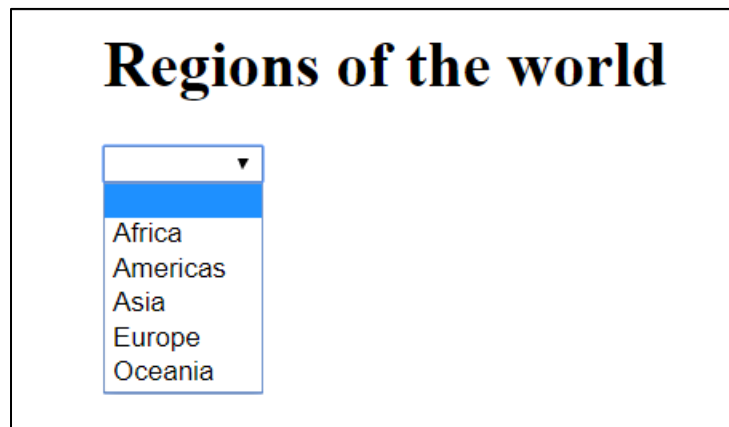 Regions of the world
Africa
Americas
Asia
Europe
Oceania